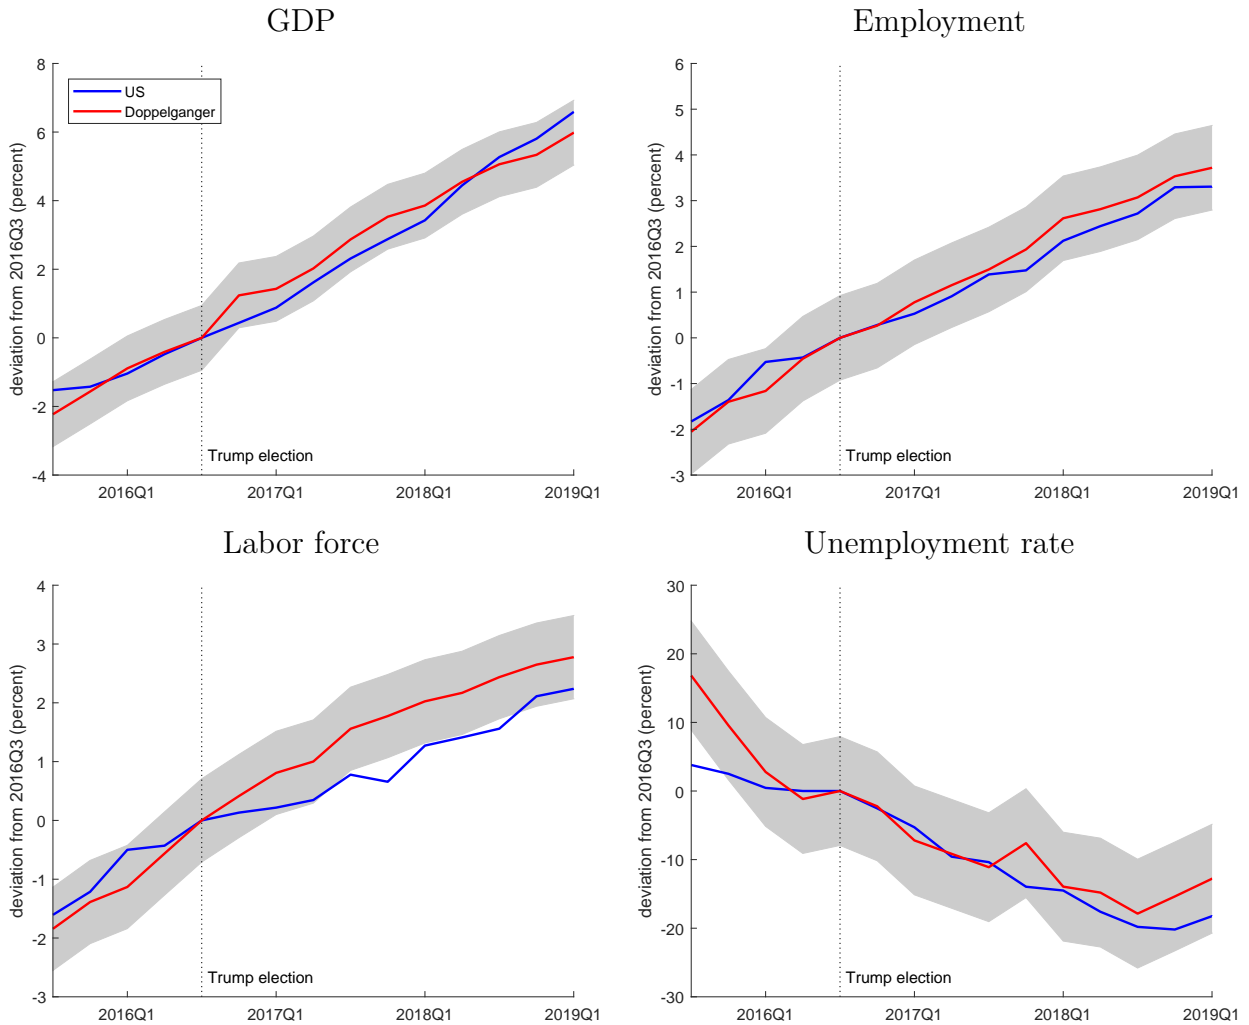 GDP
8
6
4
2
0
-2
-4
deviation from 2016Q3 (percent)
US
Doppelganger
Trump election
2016Q1
2017Q1
2018Q1
2019Q1
Employment
6
5
4
3
2
1
0
-1
-2
-3
deviation from 2016Q3 (percent)
Trump election
2016Q1
2017Q1
2018Q1
2019Q1
Labor force
4
3
2
1
0
-1
-2
-3
deviation from 2016Q3 (percent)
Trump election
2016Q1
2017Q1
2018Q1
2019Q1
Unemployment rate
30
20
10
0
-10
-20
-30
deviation from 2016Q3 (percent)
Trump election
2016Q1
2017Q1
2018Q1
2019Q1